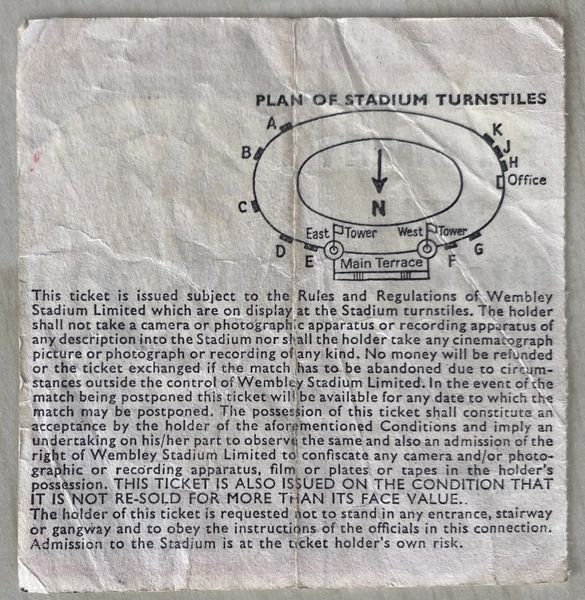 PLAN OF STADIUM TURNSTILES
A
K
J
B
H
Office
C
N
East Tower
West Tower
D
E
Main Terrace
F
G
This ticket is issued subject to the Rules and Regulations of Wembley
Stadium Limited which are on display at the Stadium turnstiles. The holder
shall not take a camera or photographic apparatus or recording apparatus of
any description into the Stadium nor shall the holder take any cinematograph
picture or photograph or recording of any kind. No money will be refunded
or the ticket exchanged if the match has to be abandoned due to circum-
stances outside the control of Wembley Stadium Limited. In the event of the
match being postponed this ticket will be available for any date to which the
match may be postponed. The possession of this ticket shall constitute an
acceptance by the holder of the aforementioned Conditions and imply an
undertaking on his/her part to observe the same and also an admission of the
right of Wembley Stadium Limited to confiscate any camera and/or photo-
graphic or recording apparatus, film or plates or tapes in the holder's
possession. THIS TICKET IS ALSO ISSUED ON THE CONDITION THAT
IT IS NOT RE-SOLD FOR MORE THAN ITS FACE VALUE.
The holder of this ticket is requested not to stand in any entrance, stairway
or gangway and to obey the instructions of the officials in this connection.
Admission to the Stadium is at the ticket holder's own risk.